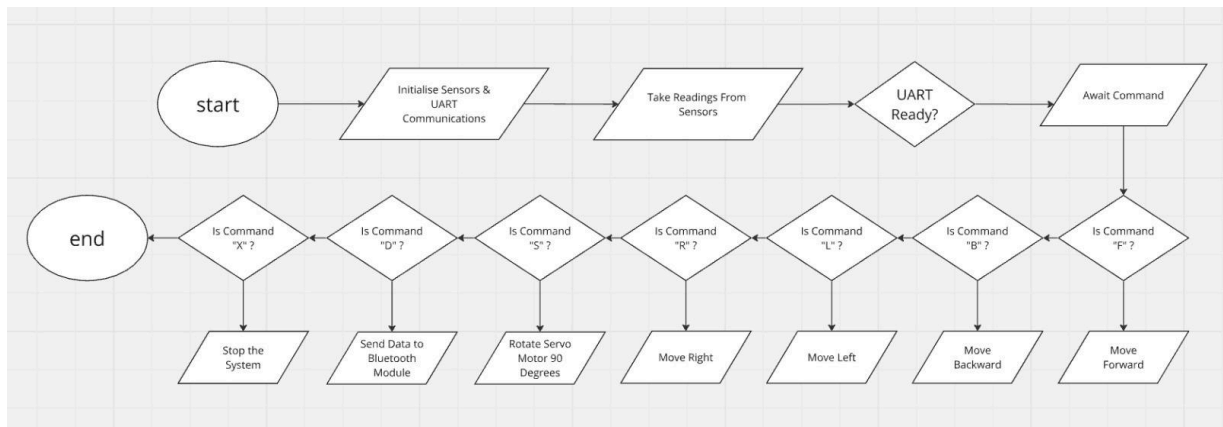 start
Initialise Sensors &
UART
Communications
Take Readings From
Sensors
UART
Ready?
Await Command
end
Is Command
"X" ?
Is Command
"D" ?
Is Command
"S" ?
Is Command
"R" ?
Is Command
"L" ?
Is Command
"B" ?
Is Command
"F" ?
Stop the
System
Send Data to
Bluetooth
Module
Rotate Servo
Motor 90
Degrees
Move Right
Move Left
Move
Backward
Move
Forward